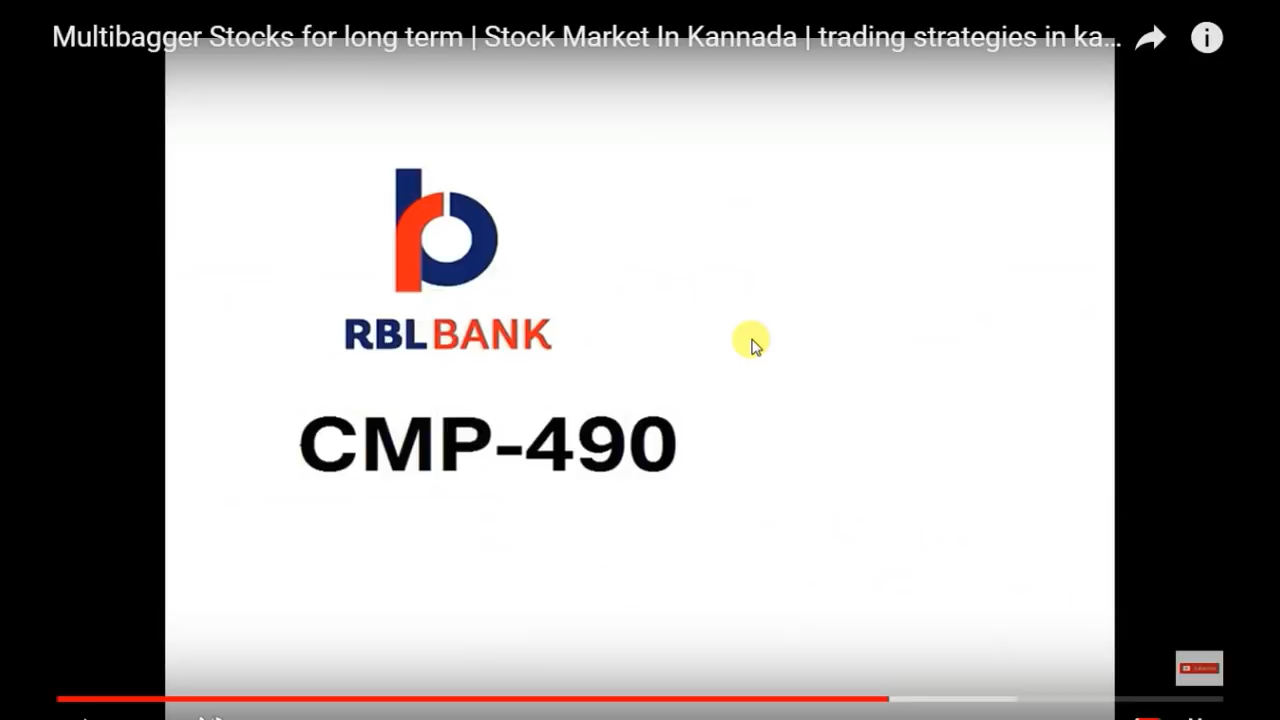 Multibagger Stocks for long term | Stock Market In Kannada | trading strategies in ka...
RBL BANK
CMP-490